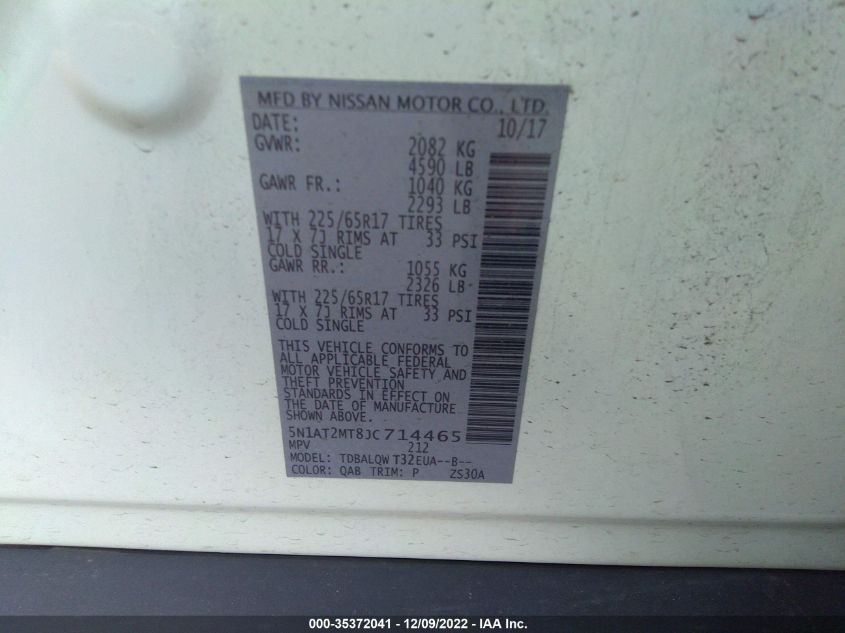 MFD BY NISSAN MOTOR CO., LTD.
DATE: 10/17
GVWR: 2082 KG
4590 LB
GAWR FR.: 1040 KG
2293 LB
WITH 225/65R17 TIRES
17 X 7J RIMS AT 33 PSI
COLD SINGLE
GAWR RR.: 1055 KG
2326 LB
WITH 225/65R17 TIRES
17 X 7J RIMS AT 33 PSI
COLD SINGLE
THIS VEHICLE CONFORMS TO
ALL APPLICABLE FEDERAL
MOTOR VEHICLE SAFETY AND
THEFT PREVENTION
STANDARDS IN EFFECT ON
THE DATE OF MANUFACTURE
SHOWN ABOVE.
5N1AT2MT8JC714465
MPV 212
MODEL: TDBALQW T32EUA--B--
COLOR: QAB TRIM: P ZS30A
000-35372041 - 12/09/2022 - IAA Inc.